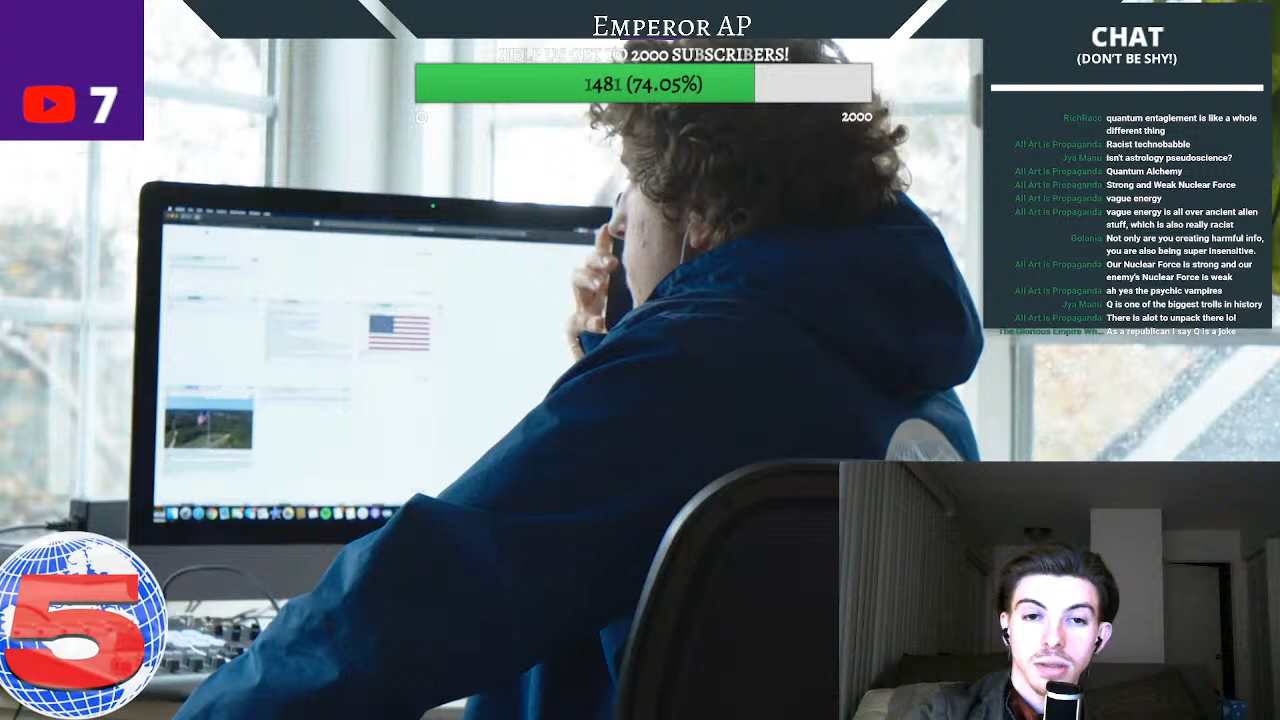 EMPEROR AP
HELP US GET TO 2000 SUBSCRIBERS!
1481 (74.05%)
0
2000
7
CHAT
(DON'T BE SHY!)
RichRacc quantum entaglement is like a whole
different thing
All Art is Propaganda Racist technobabble
Jya Manu Isn't astrology pseudoscience?
All Art is Propaganda Quantum Alchemy
All Art is Propaganda Strong and Weak Nuclear Force
All Art is Propaganda vague energy
All Art is Propaganda vague energy is all over ancient alien
stuff, which is also really racist
Golania Not only are you creating harmful info,
you are also being super insensitive.
All Art is Propaganda Our Nuclear Force is strong and our
enemy's Nuclear Force is weak
All Art is Propaganda ah yes the psychic vampires
Jya Manu Q is one of the biggest trolls in history
All Art is Propaganda There is alot to unpack there lol
The Glorious Empire Wh... As a republican I say Q is a joke
5